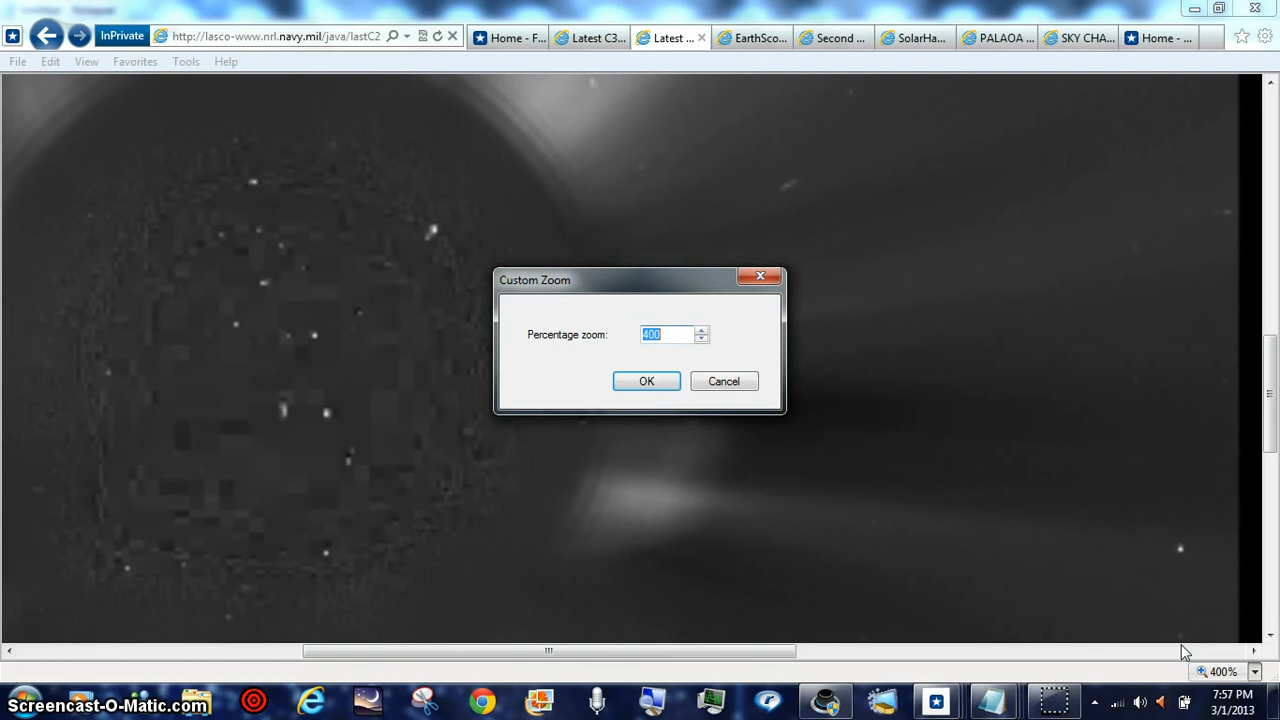 InPrivate
http://lasco-www.nrl.navy.mil/java/lastC2
Home - F...
Latest C3...
Latest ...
EarthSco...
Second ...
SolarHa...
PALAOA ...
SKY CHA...
Home - ...
File Edit View Favorites Tools Help
Custom Zoom
Percentage zoom: 400
OK Cancel
400%
7:57 PM
3/1/2013
Screencast-O-Matic.com